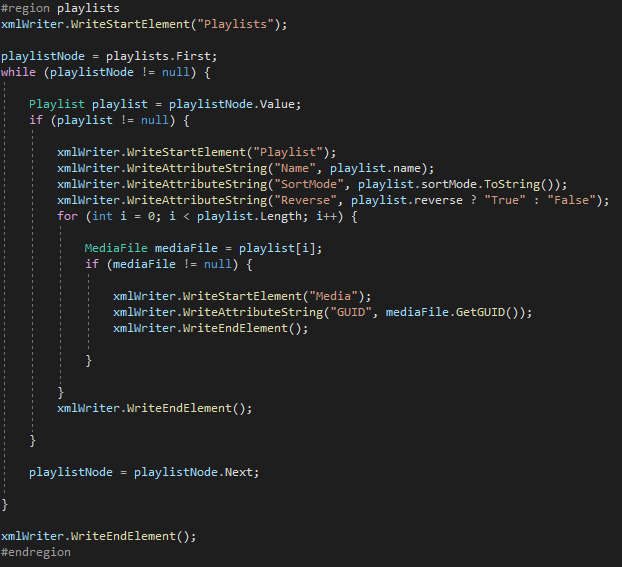 #region playlists
xmlWriter.WriteStartElement("Playlists");
playlistNode = playlists.First;
while (playlistNode != null) {
Playlist playlist = playlistNode.Value;
if (playlist != null) {
xmlWriter.WriteStartElement("Playlist");
xmlWriter.WriteAttributeString("Name", playlist.name);
xmlWriter.WriteAttributeString("SortMode", playlist.sortMode.ToString());
xmlWriter.WriteAttributeString("Reverse", playlist.reverse ? "True" : "False");
for (int i = 0; i < playlist.Length; i++) {
MediaFile mediaFile = playlist[i];
if (mediaFile != null) {
xmlWriter.WriteStartElement("Media");
xmlWriter.WriteAttributeString("GUID", mediaFile.GetGUID());
xmlWriter.WriteEndElement();
}
}
xmlWriter.WriteEndElement();
}
playlistNode = playlistNode.Next;
}
xmlWriter.WriteEndElement();
#endregion